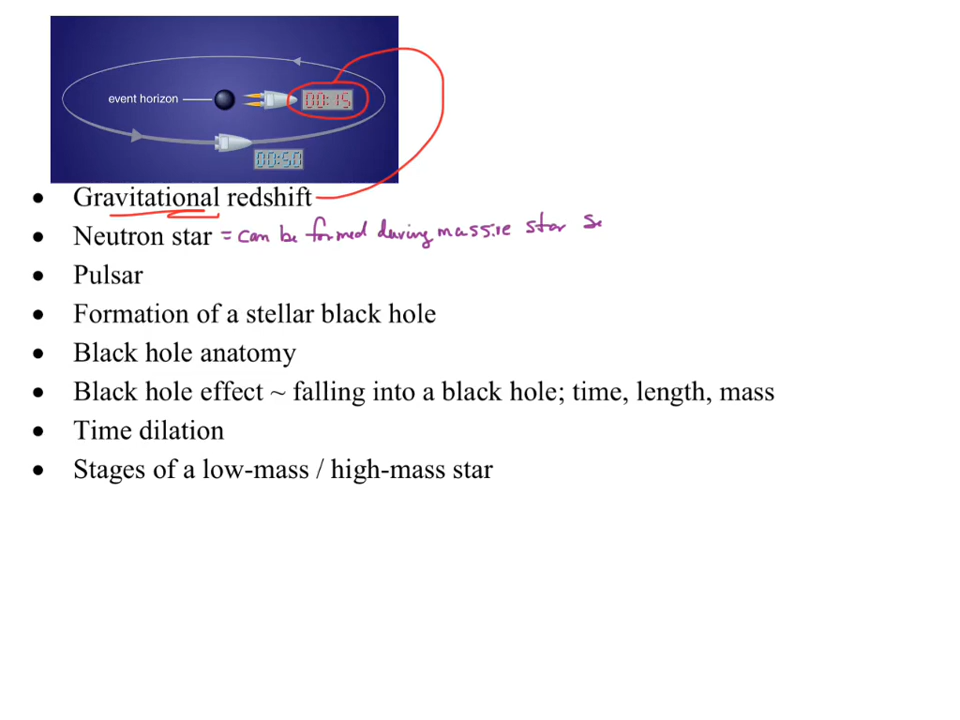 event horizon
00:15
00:50
• Gravitational redshift
• Neutron star = can be formed during massive star
• Pulsar
• Formation of a stellar black hole
• Black hole anatomy
• Black hole effect ~ falling into a black hole; time, length, mass
• Time dilation
• Stages of a low-mass / high-mass star